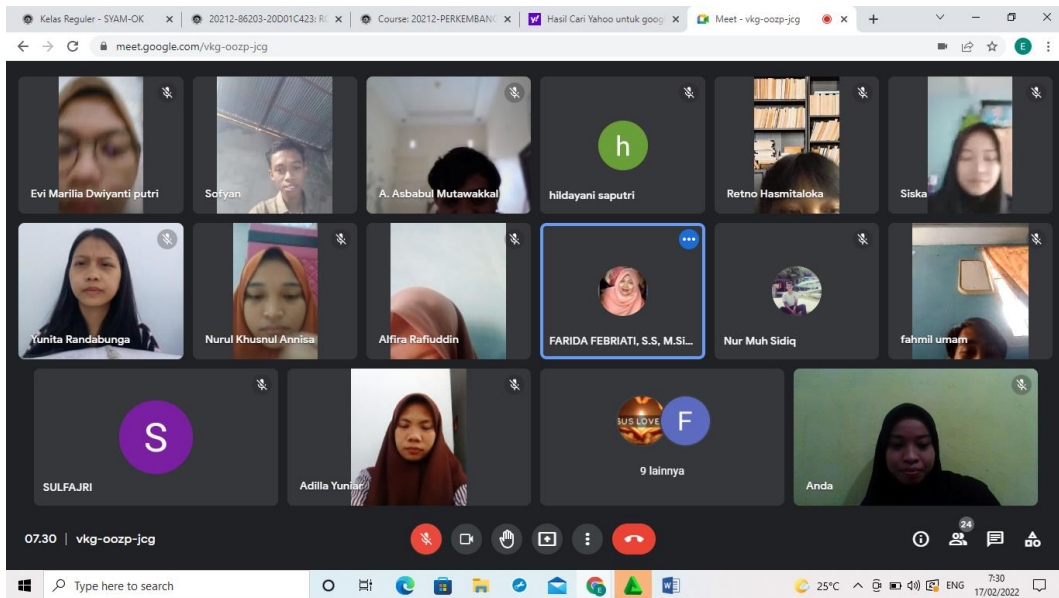 Kelas Reguler - SYAM-OK
20212-86203-20D01C423: R
Course: 20212-PERKEMBAN
Hasil Cari Yahoo untuk goog
Meet - vkg-oozp-jcg
meet.google.com/vkg-oozp-jcg
E
Evi Marilia Dwiyanti putri
Sofyan
A. Asbabul Mutawakkal
h
hildayani saputri
Retno Hasmitaloka
Siska
Yunita Randabunga
Nurul Khusnul Annisa
Alfira Rafiuddin
FARIDA FEBRIATI, S.S, M.Si...
Nur Muh Sidiq
fahmil umam
S
SULFAJRI
Adilla Yuniar
SUS LOVE
F
9 lainnya
Anda
07.30 | vkg-oozp-jcg
24
Type here to search
25°C
ENG
7:30
17/02/2022